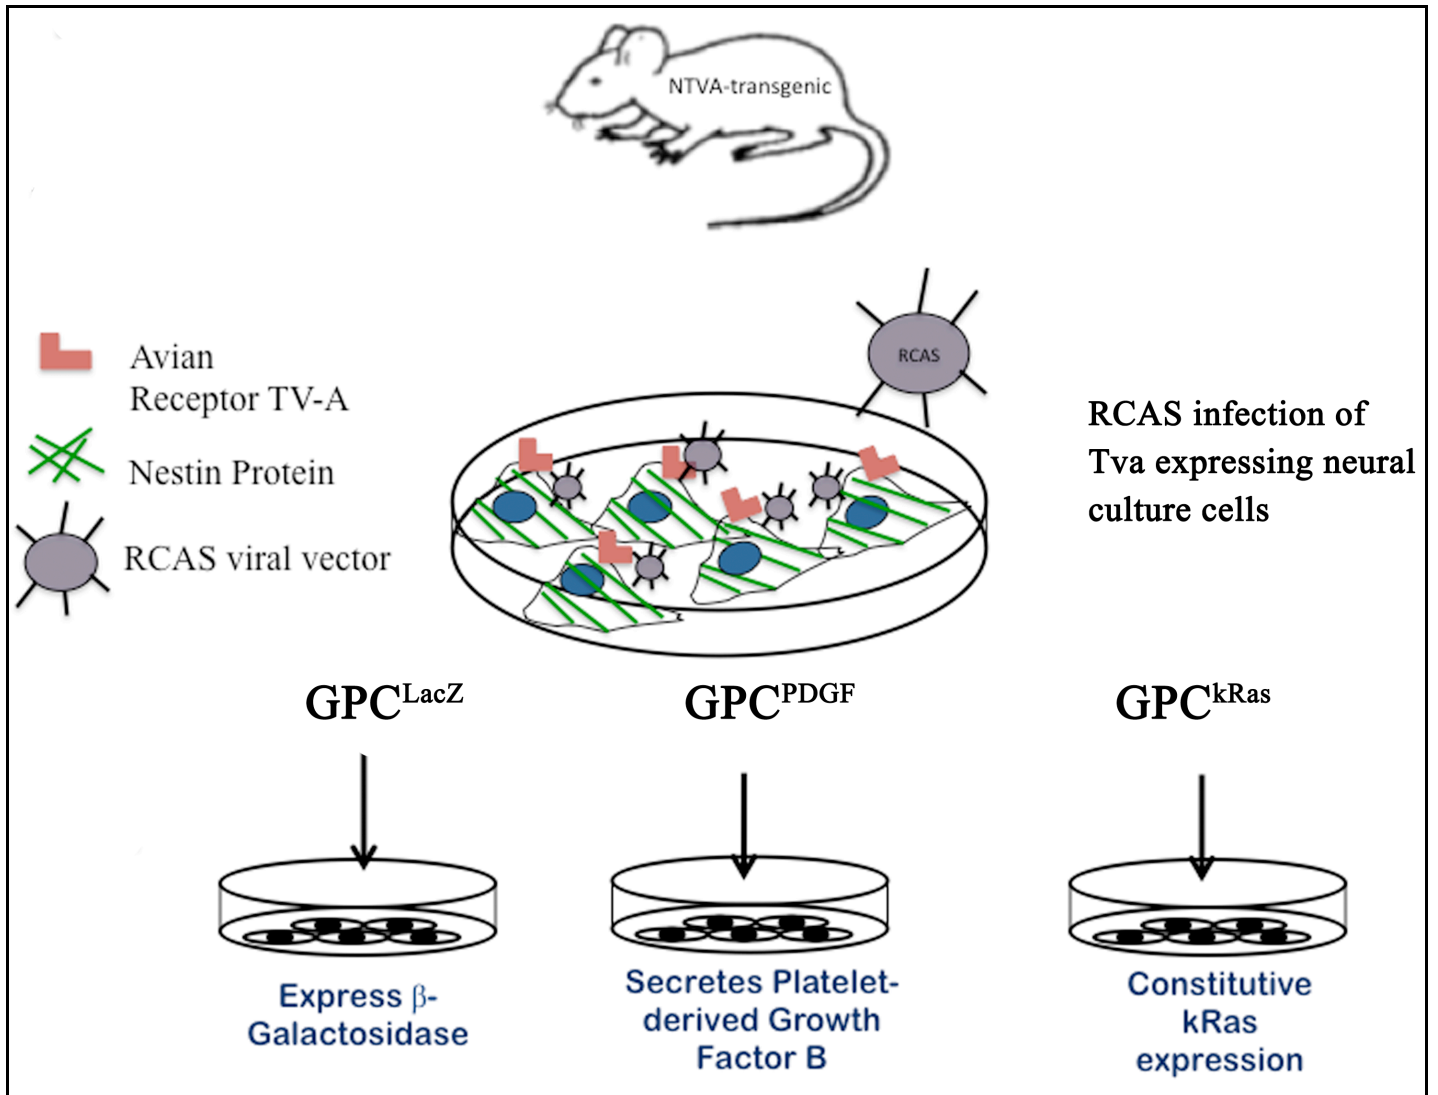 NTVA-transgenic
RCAS
Avian
Receptor TV-A
Nestin Protein
RCAS viral vector
RCAS infection of
Tva expressing neural
culture cells
GPCLacZ
GPCPDGF
GPCkRas
Express β-
Galactosidase
Secretes Platelet-
derived Growth
Factor B
Constitutive
kRas
expression